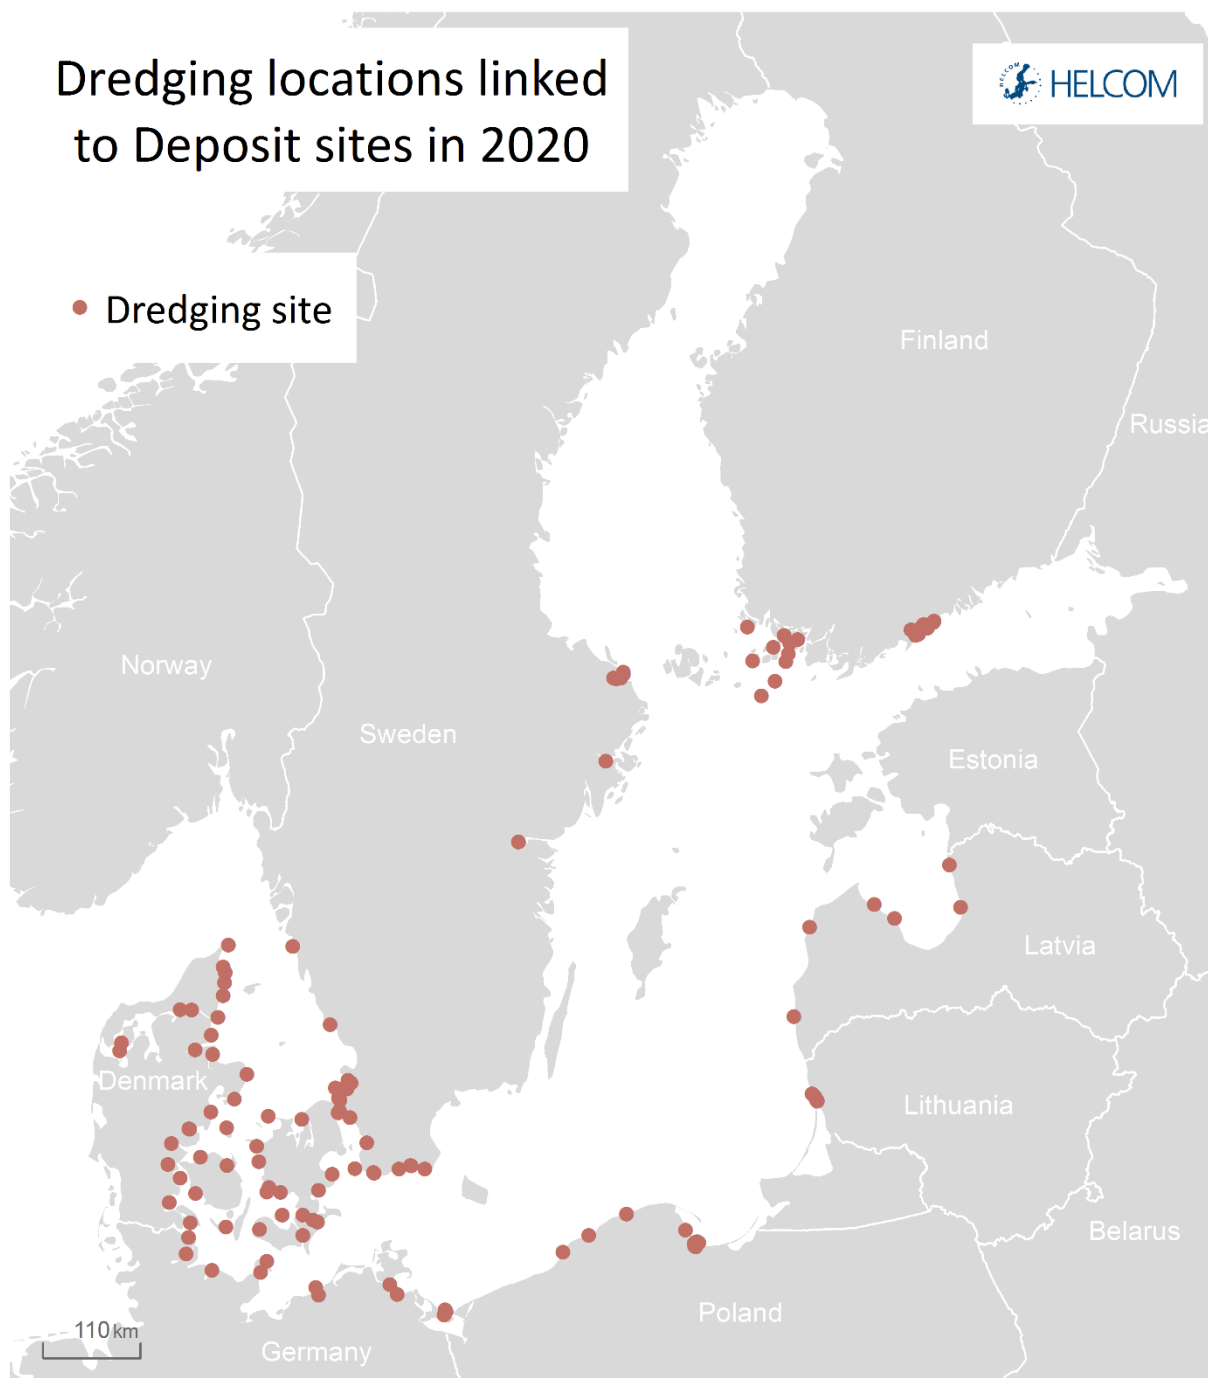 Dredging locations linked
to Deposit sites in 2020
HELCOM
HELCOM
Dredging site
Finland
Russia
Norway
Sweden
Estonia
Latvia
Denmark
Lithuania
Belarus
Poland
110 km
Germany